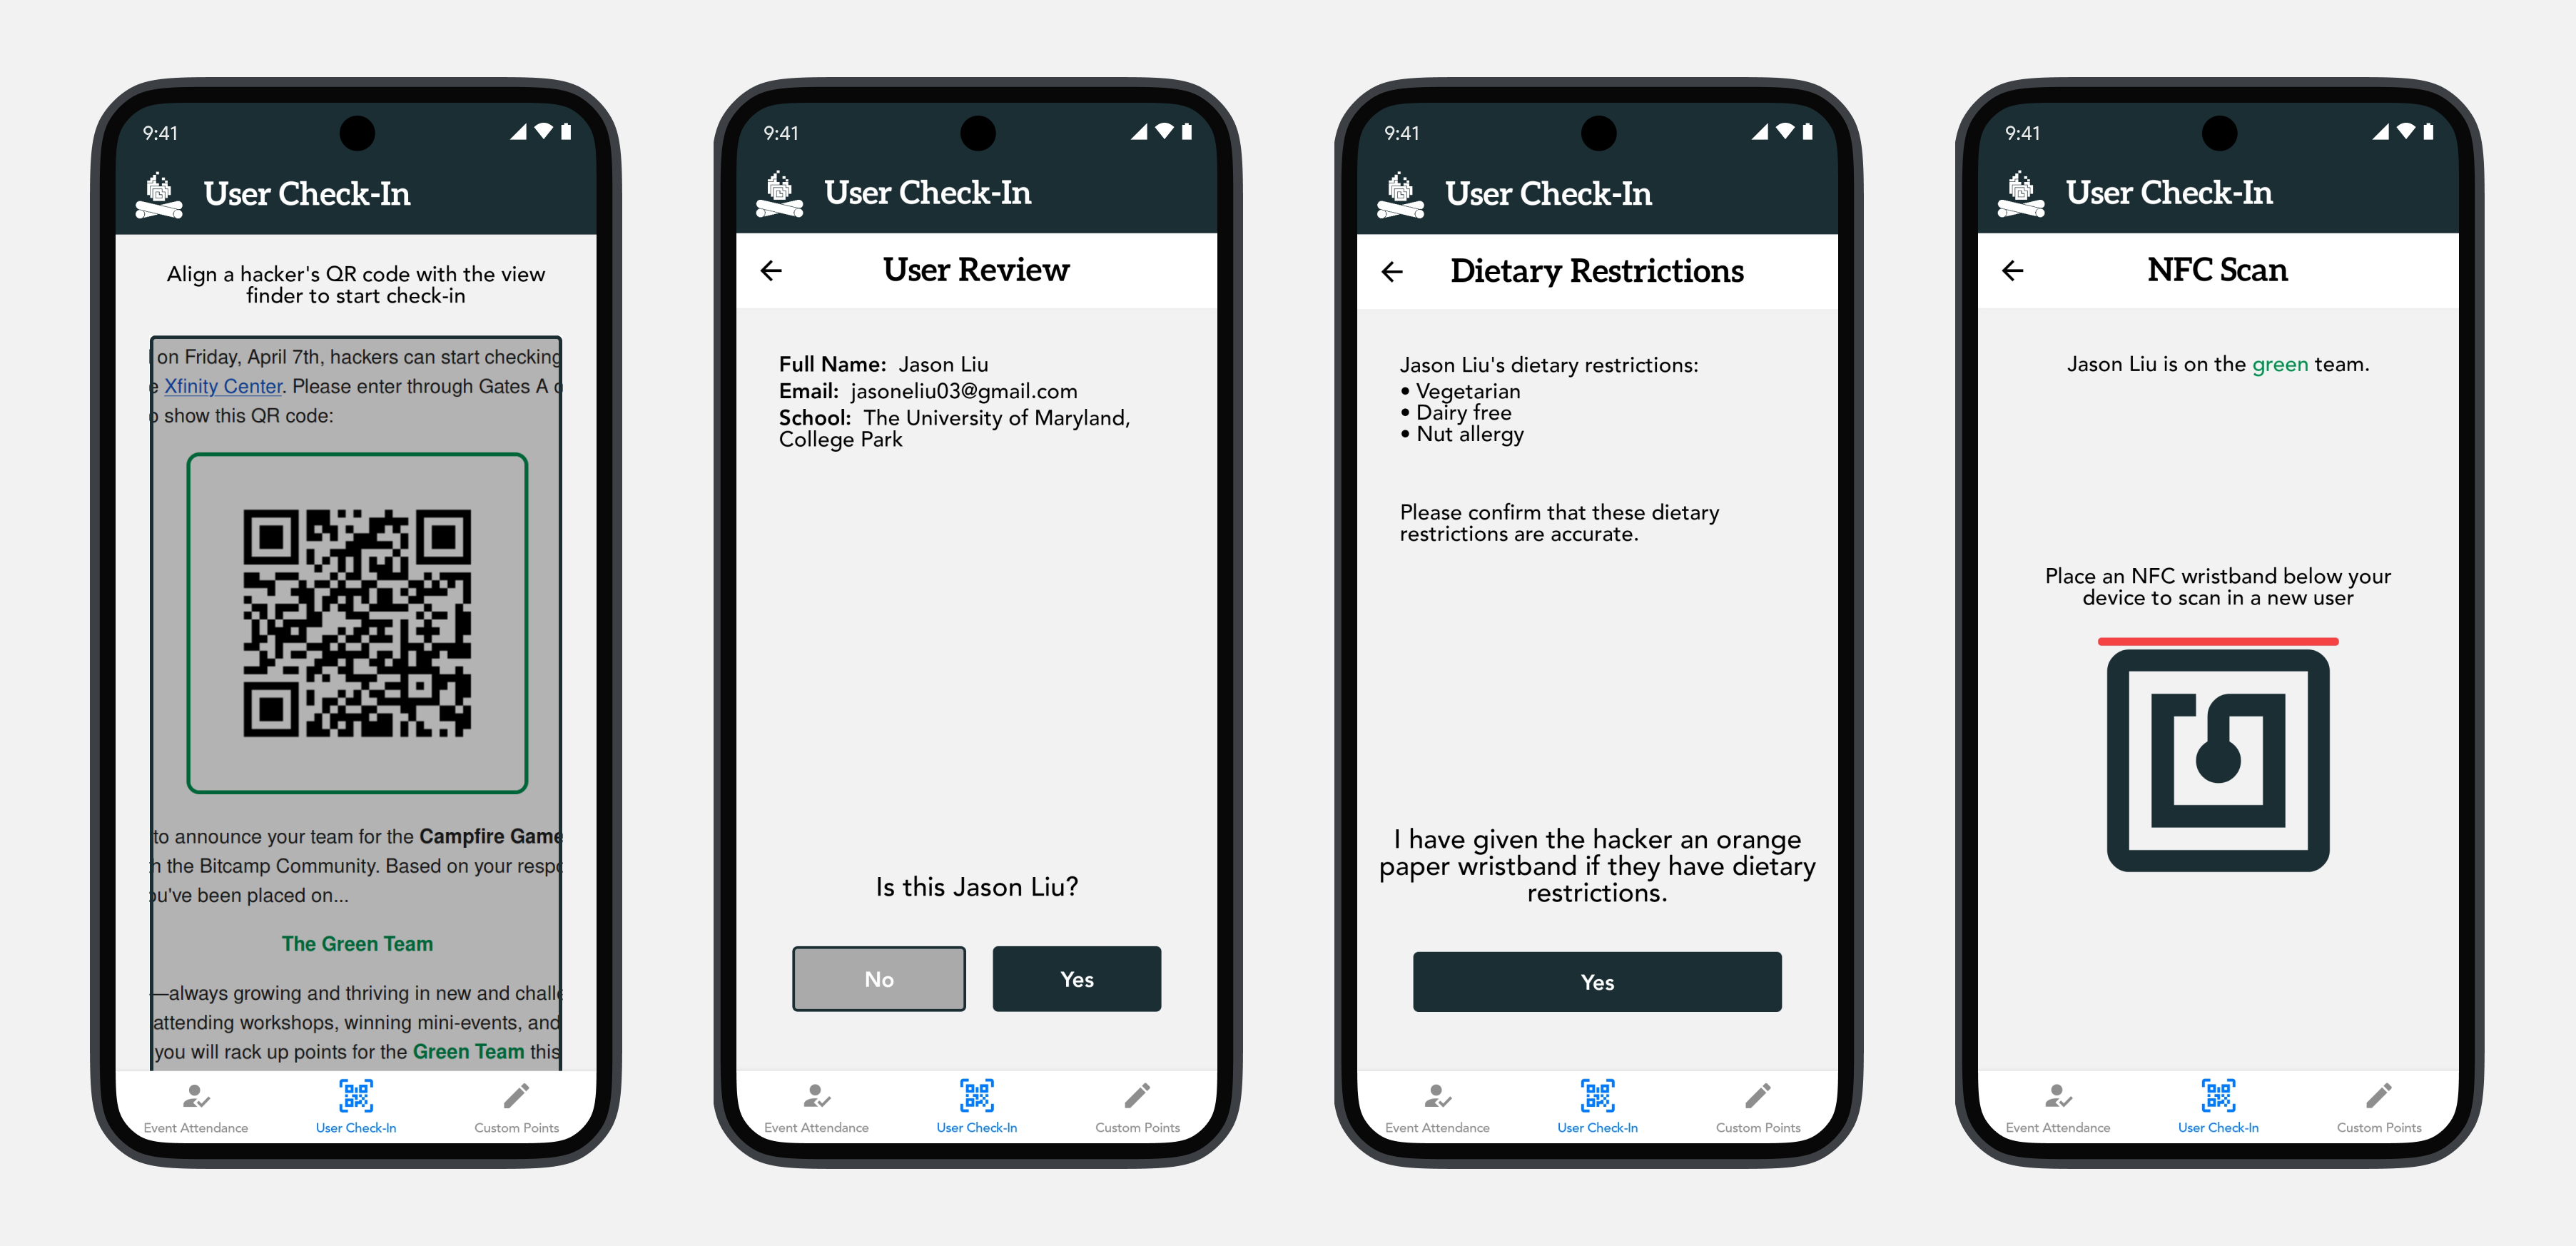 9:41
User Check-In
Align a hacker's QR code with the view
finder to start check-in
on Friday, April 7th, hackers can start checking
Xfinity Center. Please enter through Gates A
show this QR code:
to announce your team for the Campfire Game
the Bitcamp Community. Based on your resp
ou've been placed on...
The Green Team
—always growing and thriving in new and chall
attending workshops, winning mini-events, and
you will rack up points for the Green Team this
Event Attendance
User Check-In
Custom Points
9:41
User Check-In
User Review
Full Name: Jason Liu
Email: jasoneliu03@gmail.com
School: The University of Maryland,
College Park
Is this Jason Liu?
No
Yes
Event Attendance
User Check-In
Custom Points
9:41
User Check-In
Dietary Restrictions
Jason Liu's dietary restrictions:
• Vegetarian
• Dairy free
• Nut allergy
Please confirm that these dietary
restrictions are accurate.
I have given the hacker an orange
paper wristband if they have dietary
restrictions.
Yes
Event Attendance
User Check-In
Custom Points
9:41
User Check-In
NFC Scan
Jason Liu is on the green team.
Place an NFC wristband below your
device to scan in a new user
Event Attendance
User Check-In
Custom Points